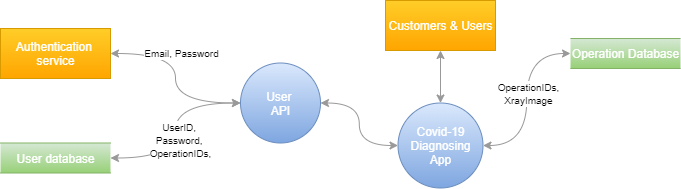 Customers & Users
Authentication
service
Email, Password
Operation Database
User
API
OperationIDs,
XrayImage
UserID,
Password,
OperationIDs,
Covid-19
Diagnosing
App
User database